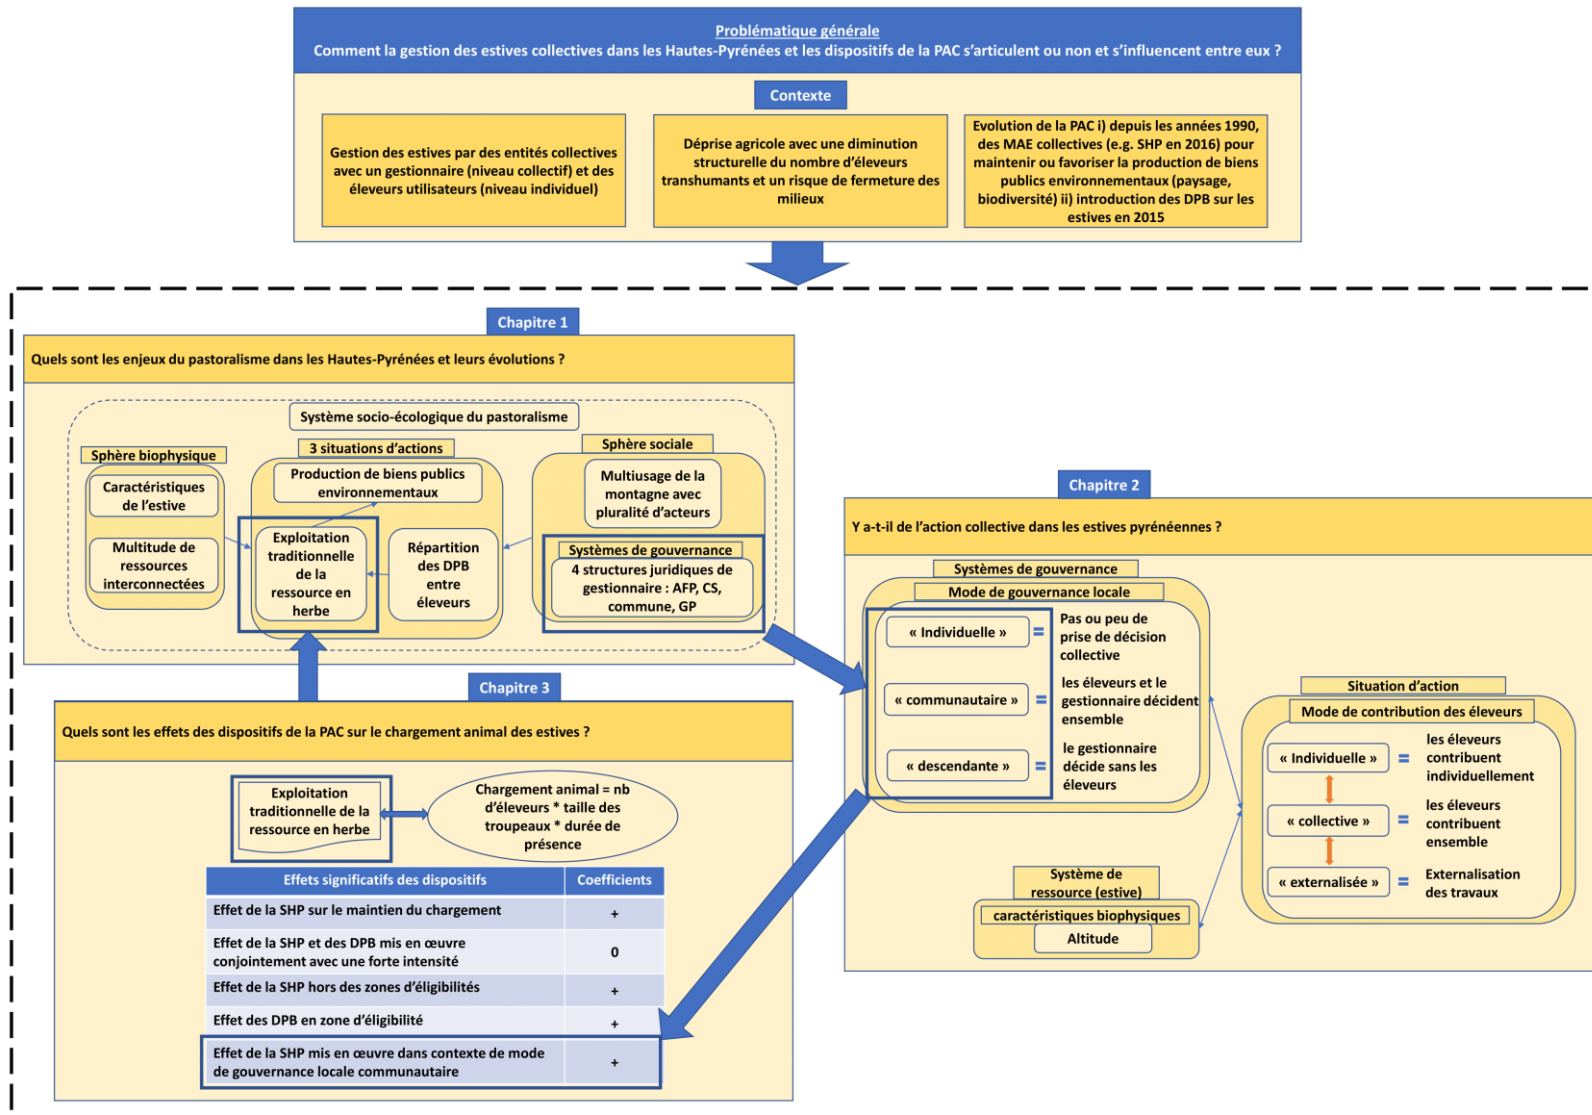 Problématique générale
Comment la gestion des estives collectives dans les Hautes-Pyrénées et les dispositifs de la PAC s'articulent ou non et s'influencent entre eux ?
Contexte
Gestion des estives par des entités collectives
avec un gestionnaire (niveau collectif) et des
éleveurs utilisateurs (niveau individuel)
Déprise agricole avec une diminution
structurelle du nombre d'éleveurs
transhumants et un risque de fermeture des
milieux
Evolution de la PAC i) depuis les années 1990,
des MAE collectives (e.g. SHP en 2016) pour
maintenir ou favoriser la production de biens
publics environnementaux (paysage,
biodiversité) ii) introduction des DPB sur les
estives en 2015
Chapitre 1
Quels sont les enjeux du pastoralisme dans les Hautes-Pyrénées et leurs évolutions ?
Système socio-écologique du pastoralisme
Sphère biophysique
Caractéristiques
de l'estive
Multitude de
ressources
interconnectées
3 situations d'actions
Production de biens publics
environnementaux
Exploitation
traditionnelle
de la
ressource en
herbe
Répartition
des DPB
entre
éleveurs
Sphère sociale
Multiusage de la
montagne avec
pluralité d'acteurs
Systèmes de gouvernance
4 structures juridiques de
gestionnaire : AFP, CS,
commune, GP
Chapitre 2
Y a-t-il de l'action collective dans les estives pyrénéennes ?
Systèmes de gouvernance
Mode de gouvernance locale
« Individuelle »
=
Pas ou peu de
prise de décision
collective
« communautaire »
=
les éleveurs et le
gestionnaire décident
ensemble
« descendante »
=
le gestionnaire
décide sans les
éleveurs
Situation d'action
Mode de contribution des éleveurs
« Individuelle »
=
les éleveurs
contribuent
individuellement
« collective »
=
les éleveurs
contribuent
ensemble
« externalisée »
=
Externalisation
des travaux
Système de
ressource (estive)
caractéristiques biophysiques
Altitude
Chapitre 3
Quels sont les effets des dispositifs de la PAC sur le chargement animal des estives ?
Exploitation
traditionnelle de la
ressource en herbe
Chargement animal = nb
d'éleveurs * taille des
troupeaux * durée de
présence
Effets significatifs des dispositifs
Coefficients
Effet de la SHP sur le maintien du chargement
+
Effet de la SHP et des DPB mis en œuvre
conjointement avec une forte intensité
0
Effet de la SHP hors des zones d'éligibilités
+
Effet des DPB en zone d'éligibilité
+
Effet de la SHP mis en œuvre dans contexte de mode
de gouvernance locale communautaire
+